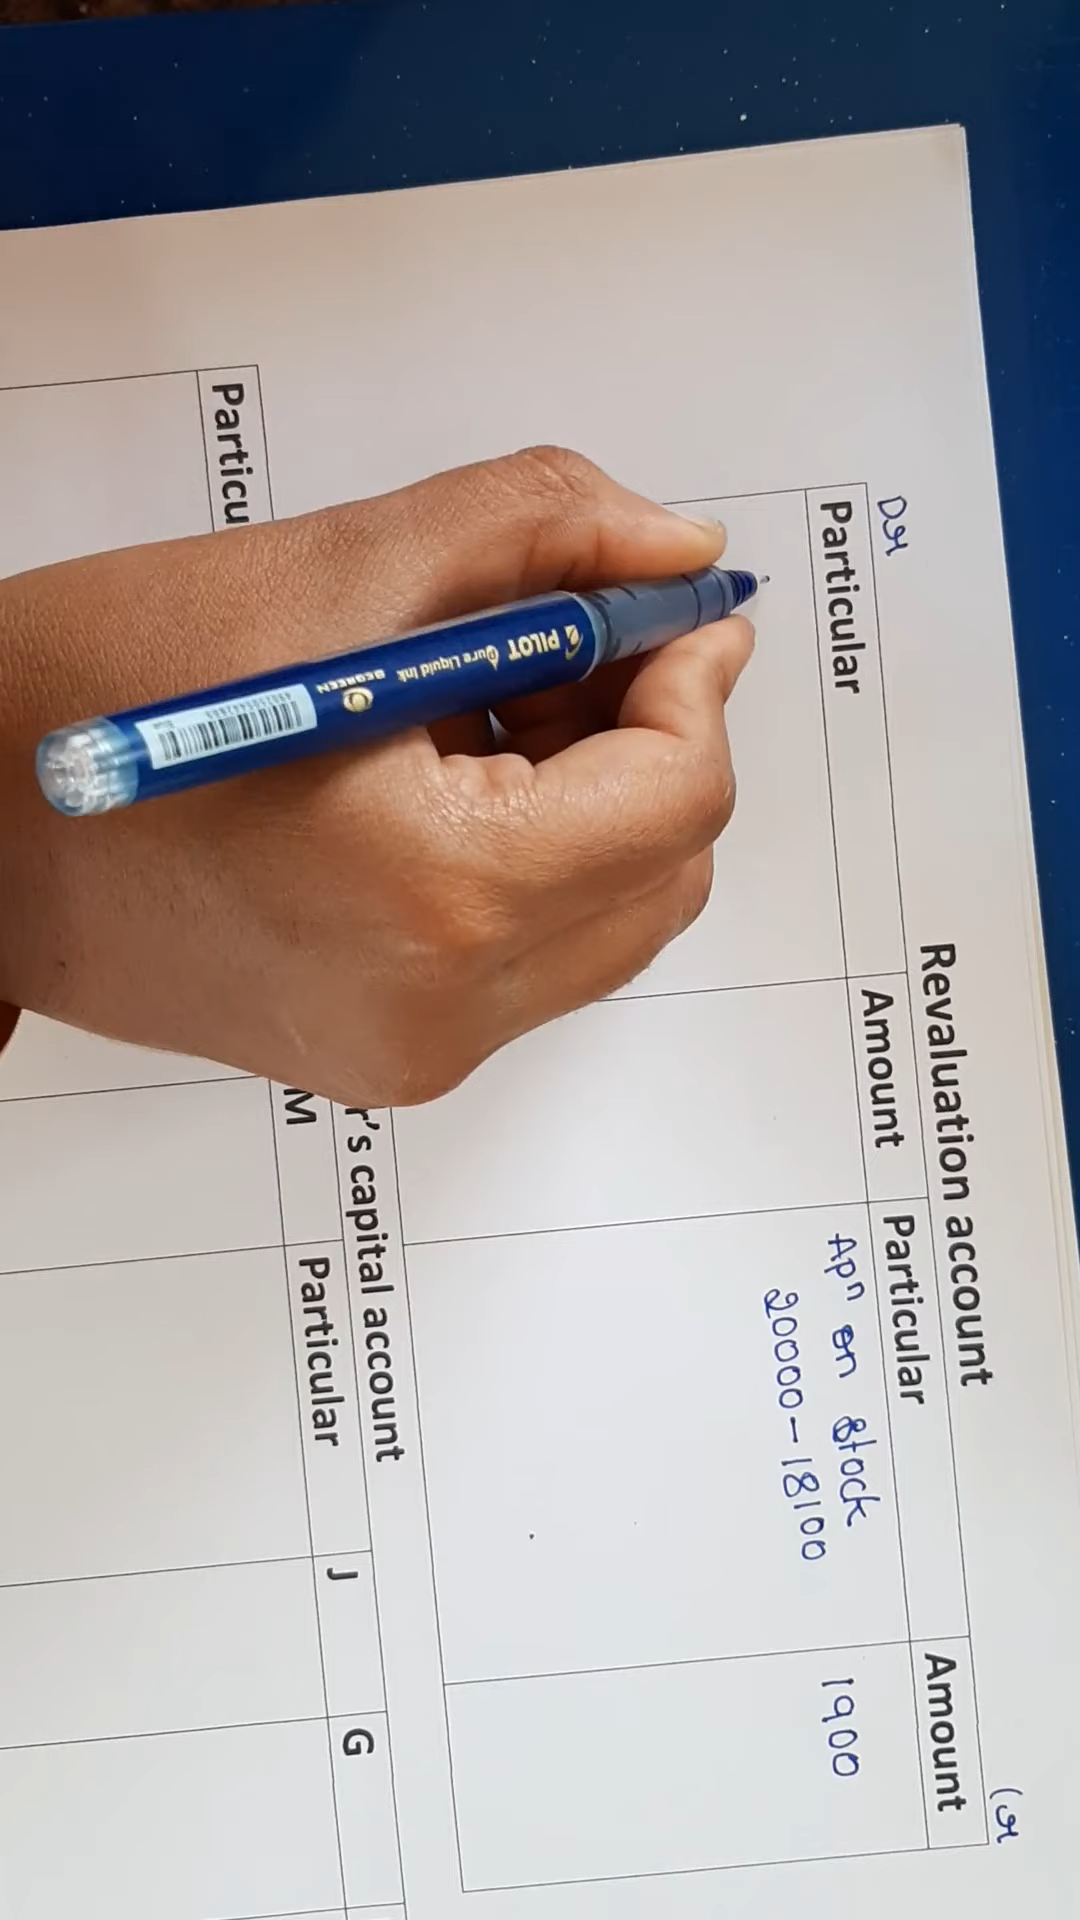 Revaluation account
Dr
Cr
Particular Amount Particular Amount
Apn on Stock 1900
20000-18100
r's capital account
Particu
M Particular J G
PILOT Pure Liquid Ink BEGREEN